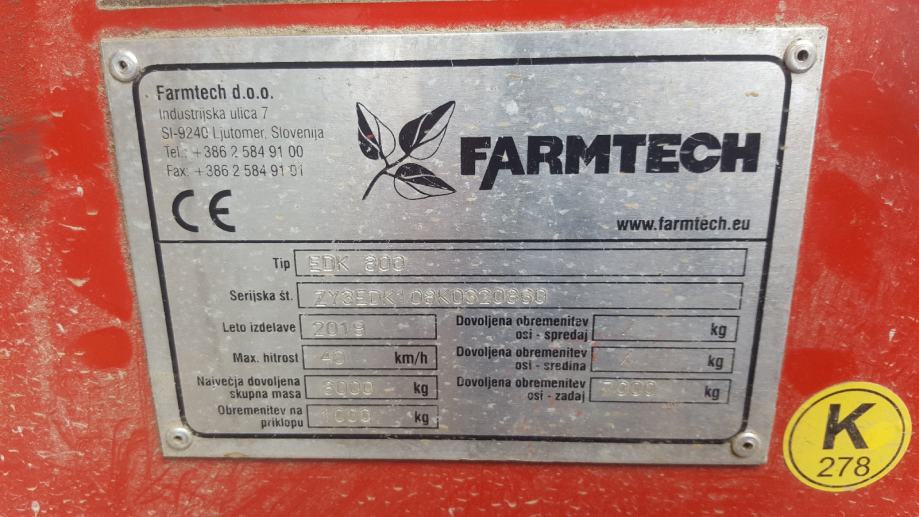 Farmtech d.o.o.
Industrijska ulica 7
SI-9240 Ljutomer, Slovenija
Tel.: +386 2 584 91 00
Fax: +386 2 584 91 01
CE
FARMTECH
www.farmtech.eu
Tip EDK 800
Serijska št.
Leto izdelave 2019
Max. hitrost 40 km/h
Največja dovoljena
skupna masa 8000 kg
Obremenitev na
priklopu 1000 kg
Dovoljena obremenitev
osi - spredaj / kg
Dovoljena obremenitev
osi - sredina / kg
Dovoljena obremenitev
osi - zadaj 7000 kg
K
278